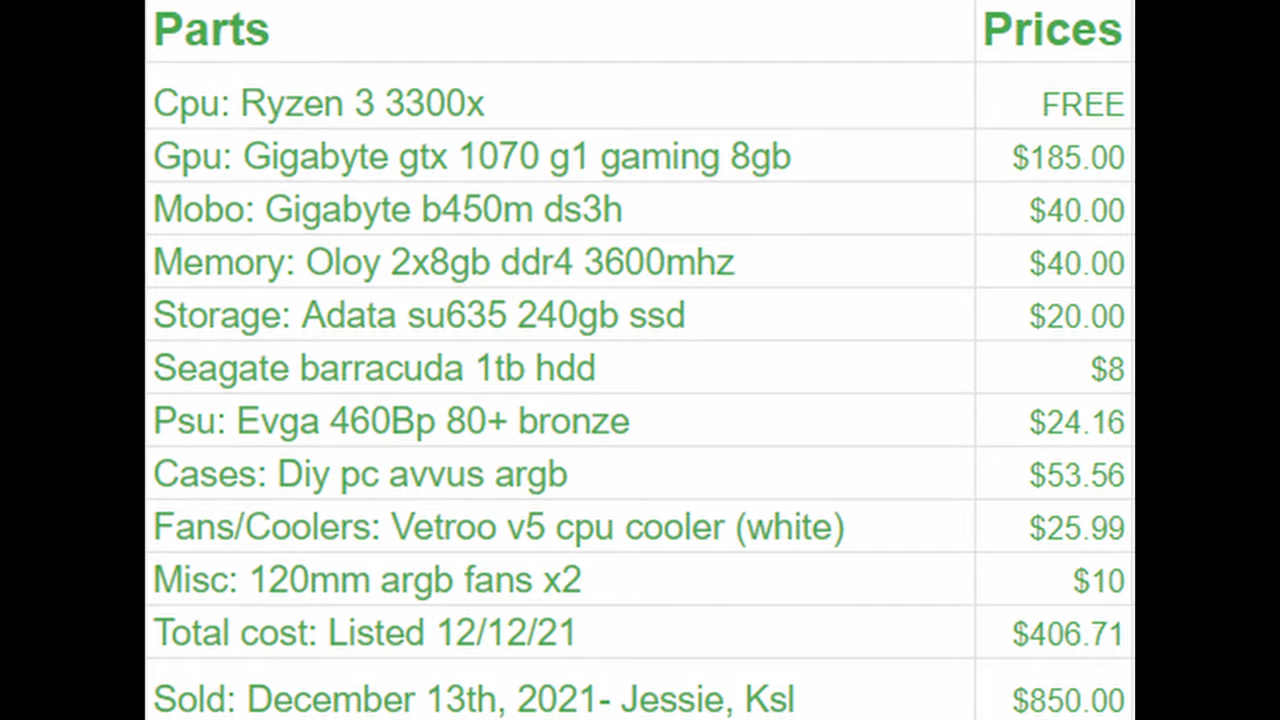 Parts Prices
Cpu: Ryzen 3 3300x FREE
Gpu: Gigabyte gtx 1070 g1 gaming 8gb $185.00
Mobo: Gigabyte b450m ds3h $40.00
Memory: Oloy 2x8gb ddr4 3600mhz $40.00
Storage: Adata su635 240gb ssd $20.00
Seagate barracuda 1tb hdd $8
Psu: Evga 460Bp 80+ bronze $24.16
Cases: Diy pc avvus argb $53.56
Fans/Coolers: Vetroo v5 cpu cooler (white) $25.99
Misc: 120mm argb fans x2 $10
Total cost: Listed 12/12/21 $406.71
Sold: December 13th, 2021- Jessie, Ksl $850.00